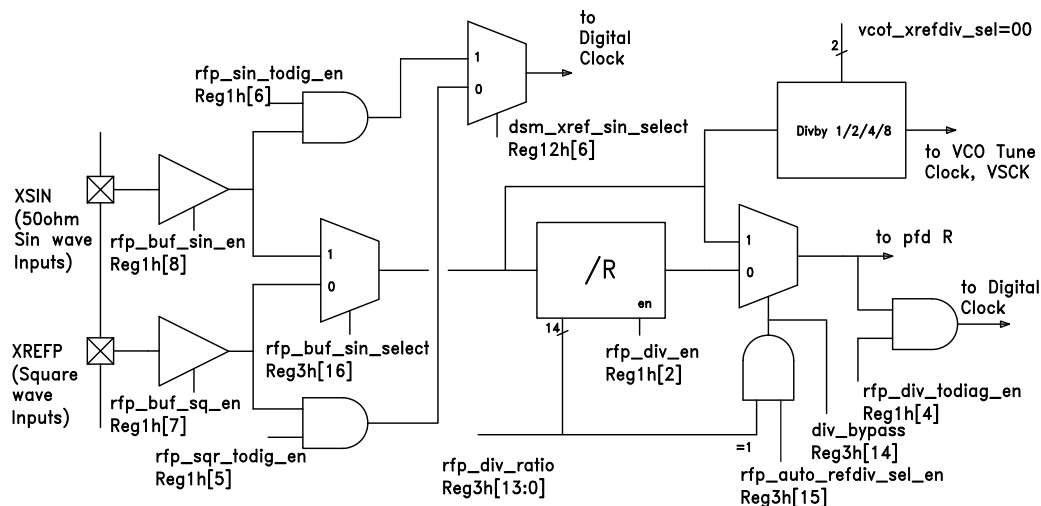 to
Digital
Clock
vcot_xrefdiv_sel=00
2
rfp_sin_todig_en
Reg1h[6]
1
0
dsm_xref_sin_select
Reg12h[6]
Divby 1/2/4/8
to VCO Tune
Clock, VSCK
XSIN
(50ohm
Sin wave
Inputs)
rfp_buf_sin_en
Reg1h[8]
1
0
rfp_buf_sin_select
Reg3h[16]
/R
en
14
rfp_div_en
Reg1h[2]
1
0
to pfd R
to Digital
Clock
rfp_div_todiag_en
Reg1h[4]
XREFP
(Square
wave
Inputs)
rfp_buf_sq_en
Reg1h[7]
rfp_sqr_todig_en
Reg1h[5]
rfp_div_ratio
Reg3h[13:0]
=1
div_bypass
Reg3h[14]
rfp_auto_refdiv_sel_en
Reg3h[15]